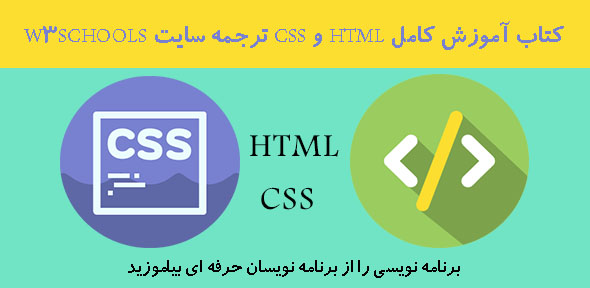 کتاب آموزش کامل HTML و CSS ترجمه سایت W۳SCHOOLS
CSS
HTML
CSS
برنامه نویسی را از برنامه نویسان حرفه ای بیاموزید